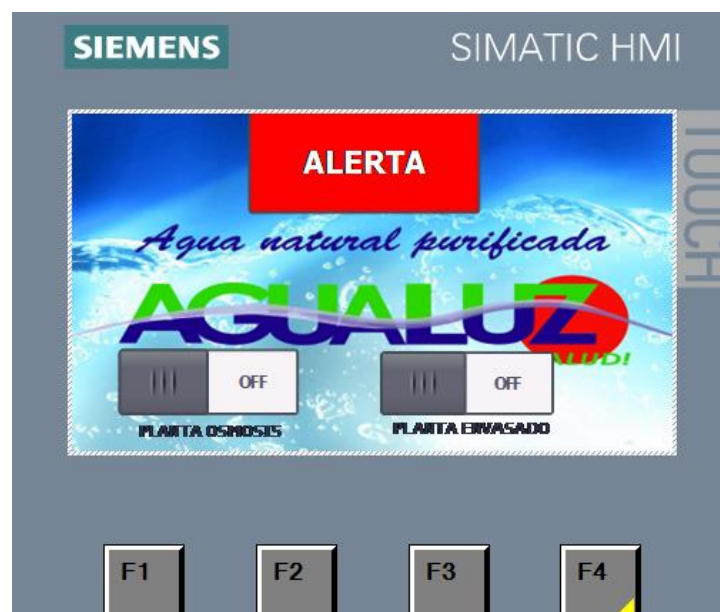 SIEMENS
SIMATIC HMI
TOUCH
ALERTA
Agua natural purificada
AGUALUZ
ALUD!
OFF
OFF
PLANTA OSMOSIS
PLANTA ENVASADO
F1
F2
F3
F4